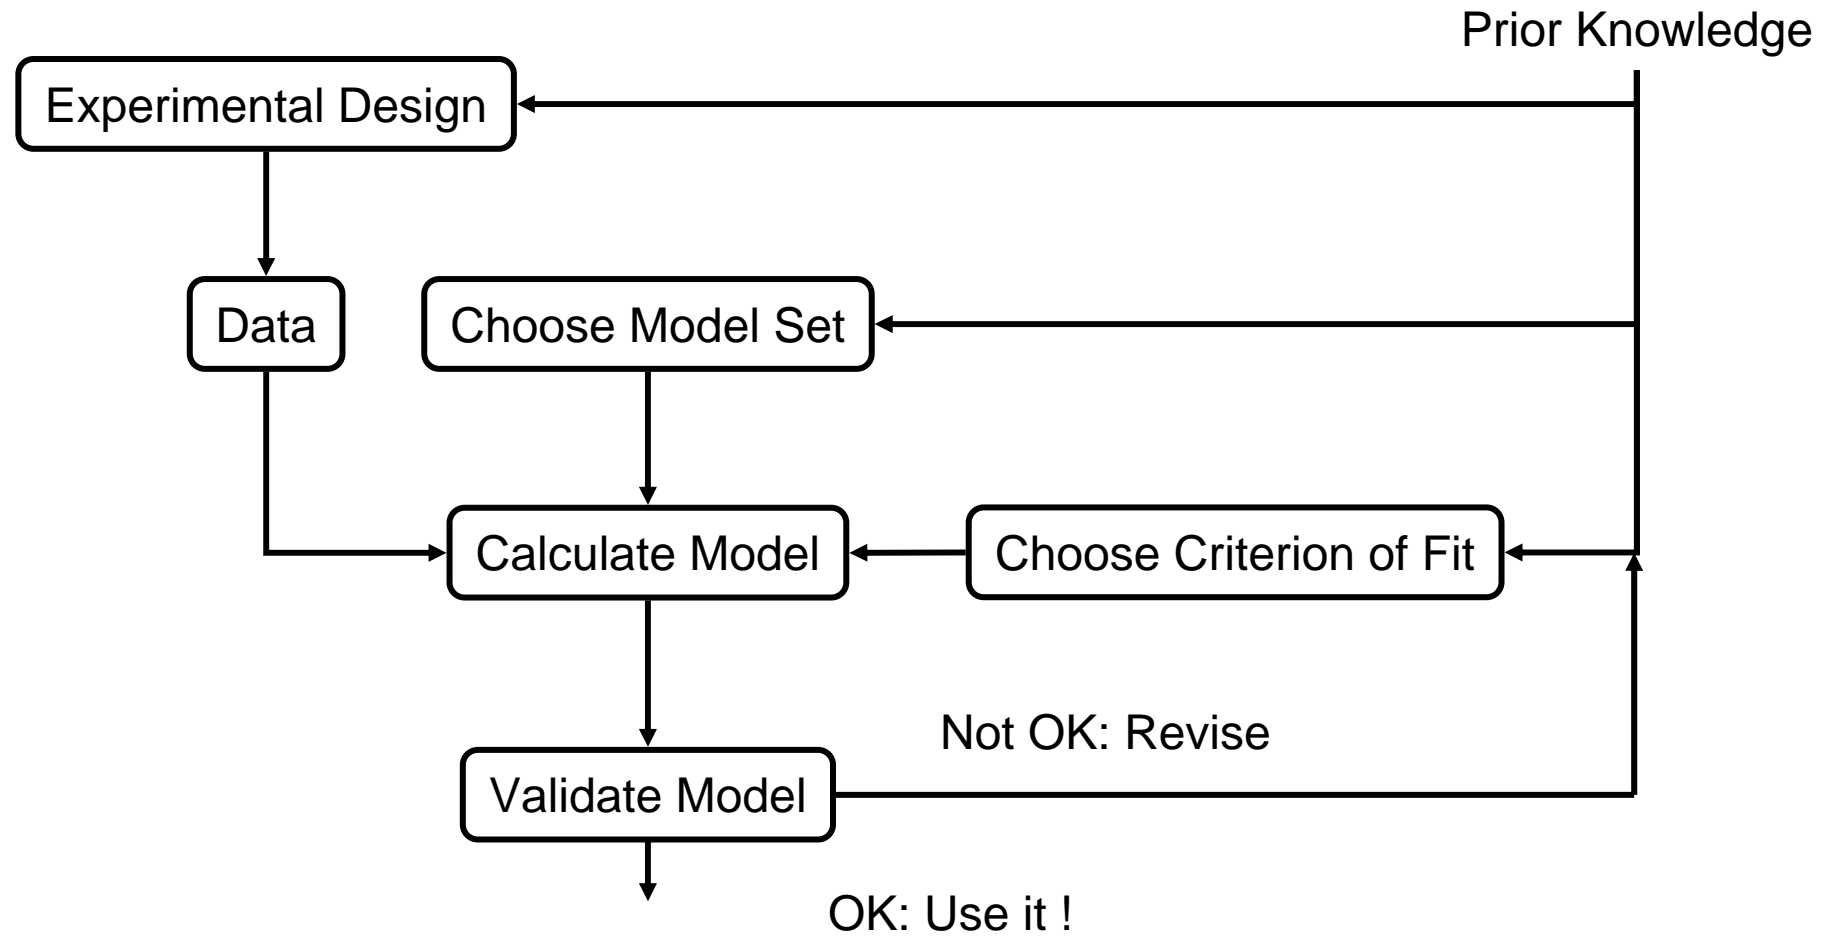 Prior Knowledge
Experimental Design
Data
Choose Model Set
Calculate Model
Choose Criterion of Fit
Not OK: Revise
Validate Model
OK: Use it !